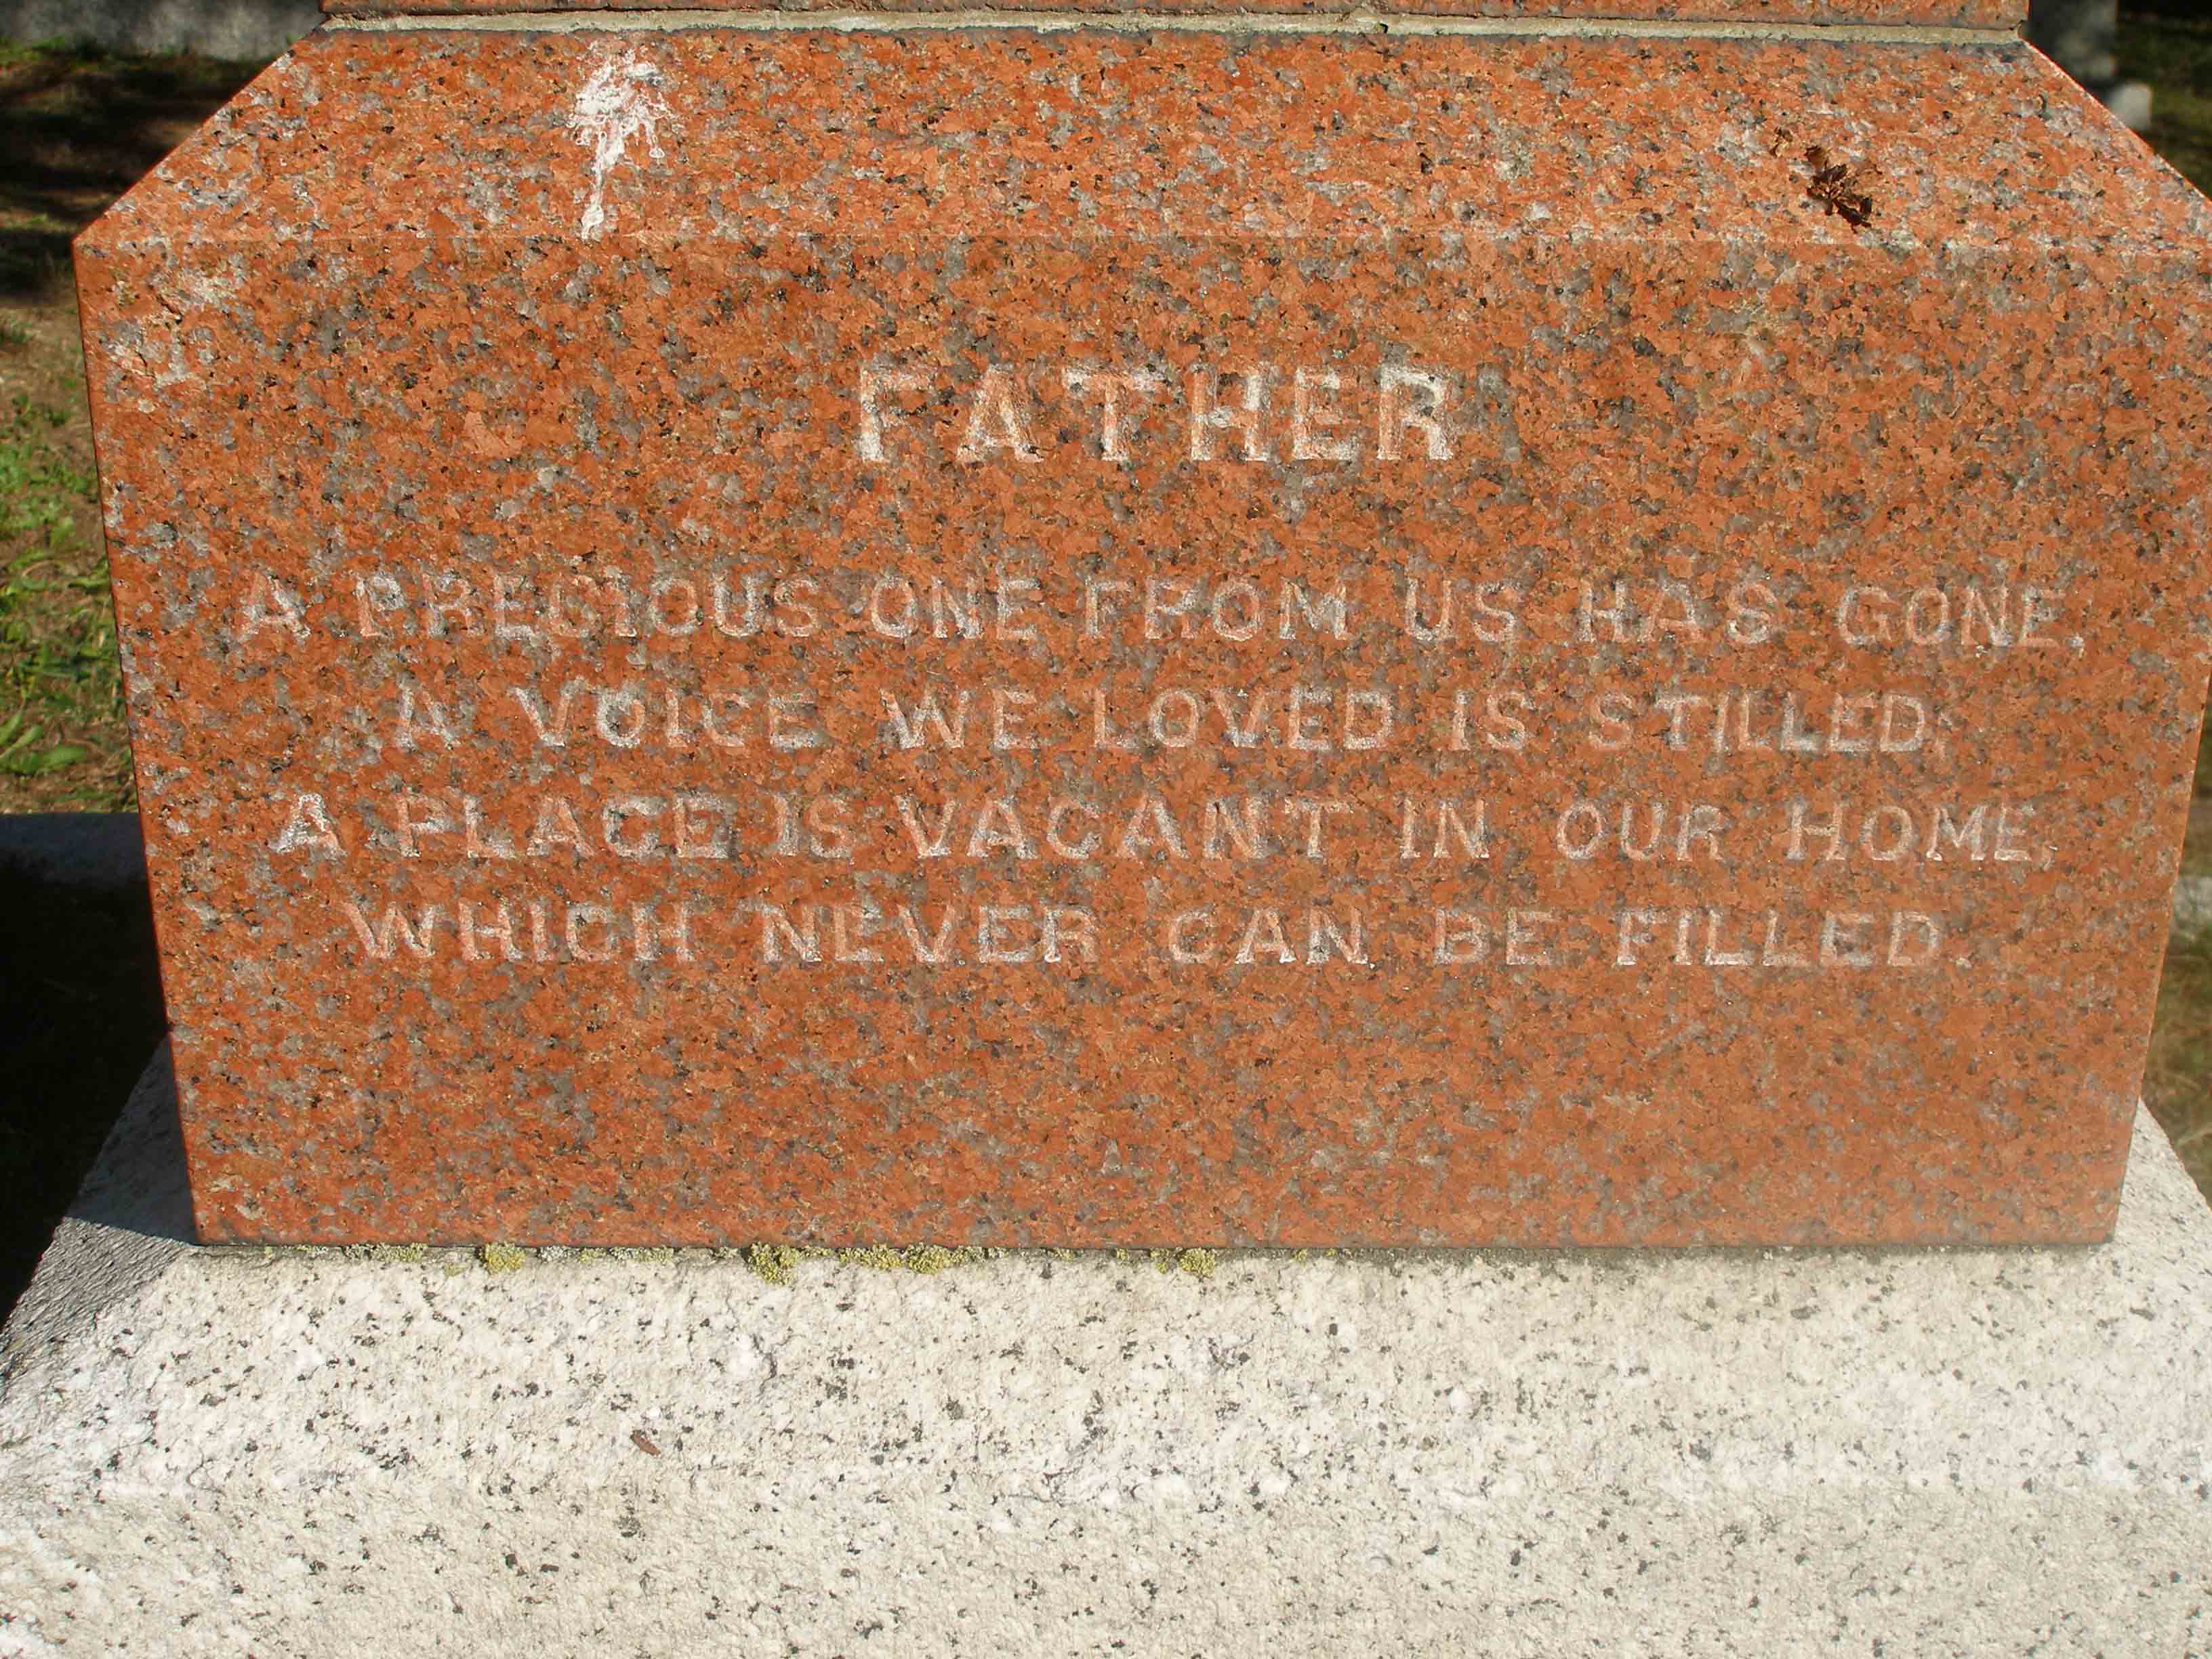 FATHER
A PRECIOUS ONE FROM US HAS GONE,
A VOICE WE LOVED IS STILLED;
A PLACE IS VACANT IN OUR HOME,
WHICH NEVER CAN BE FILLED.